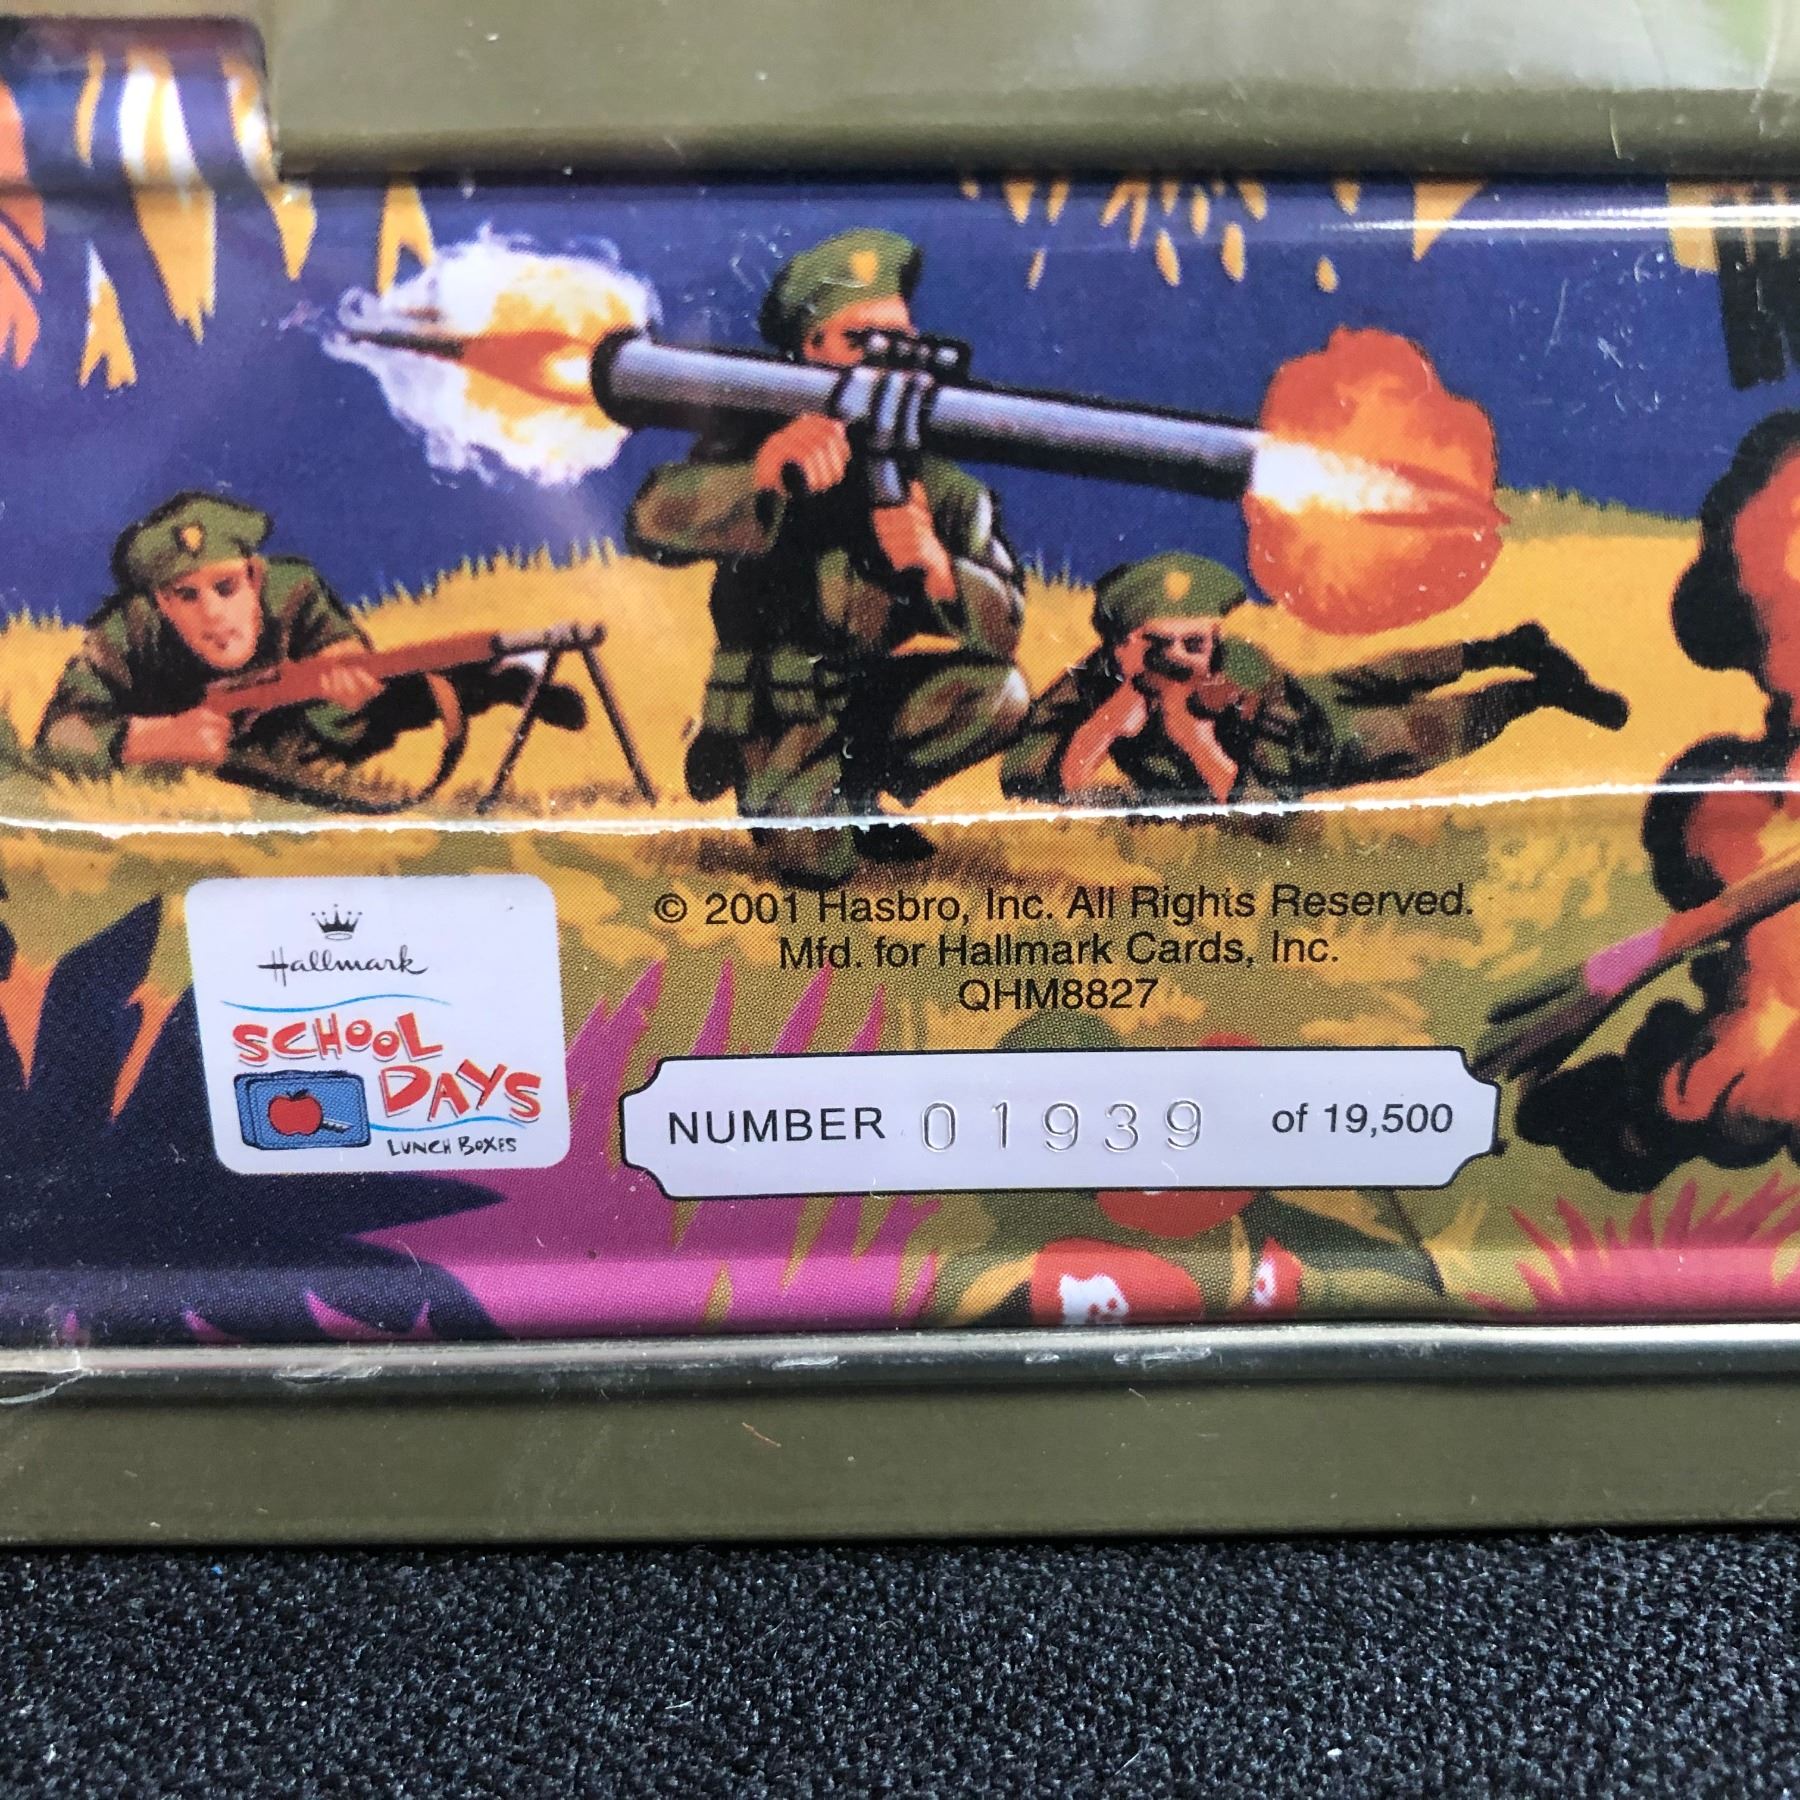 Hallmark
SCHOOL
DAYS
LUNCH BOXES
© 2001 Hasbro, Inc. All Rights Reserved.
Mfd. for Hallmark Cards, Inc.
QHM8827
NUMBER 01939 of 19,500